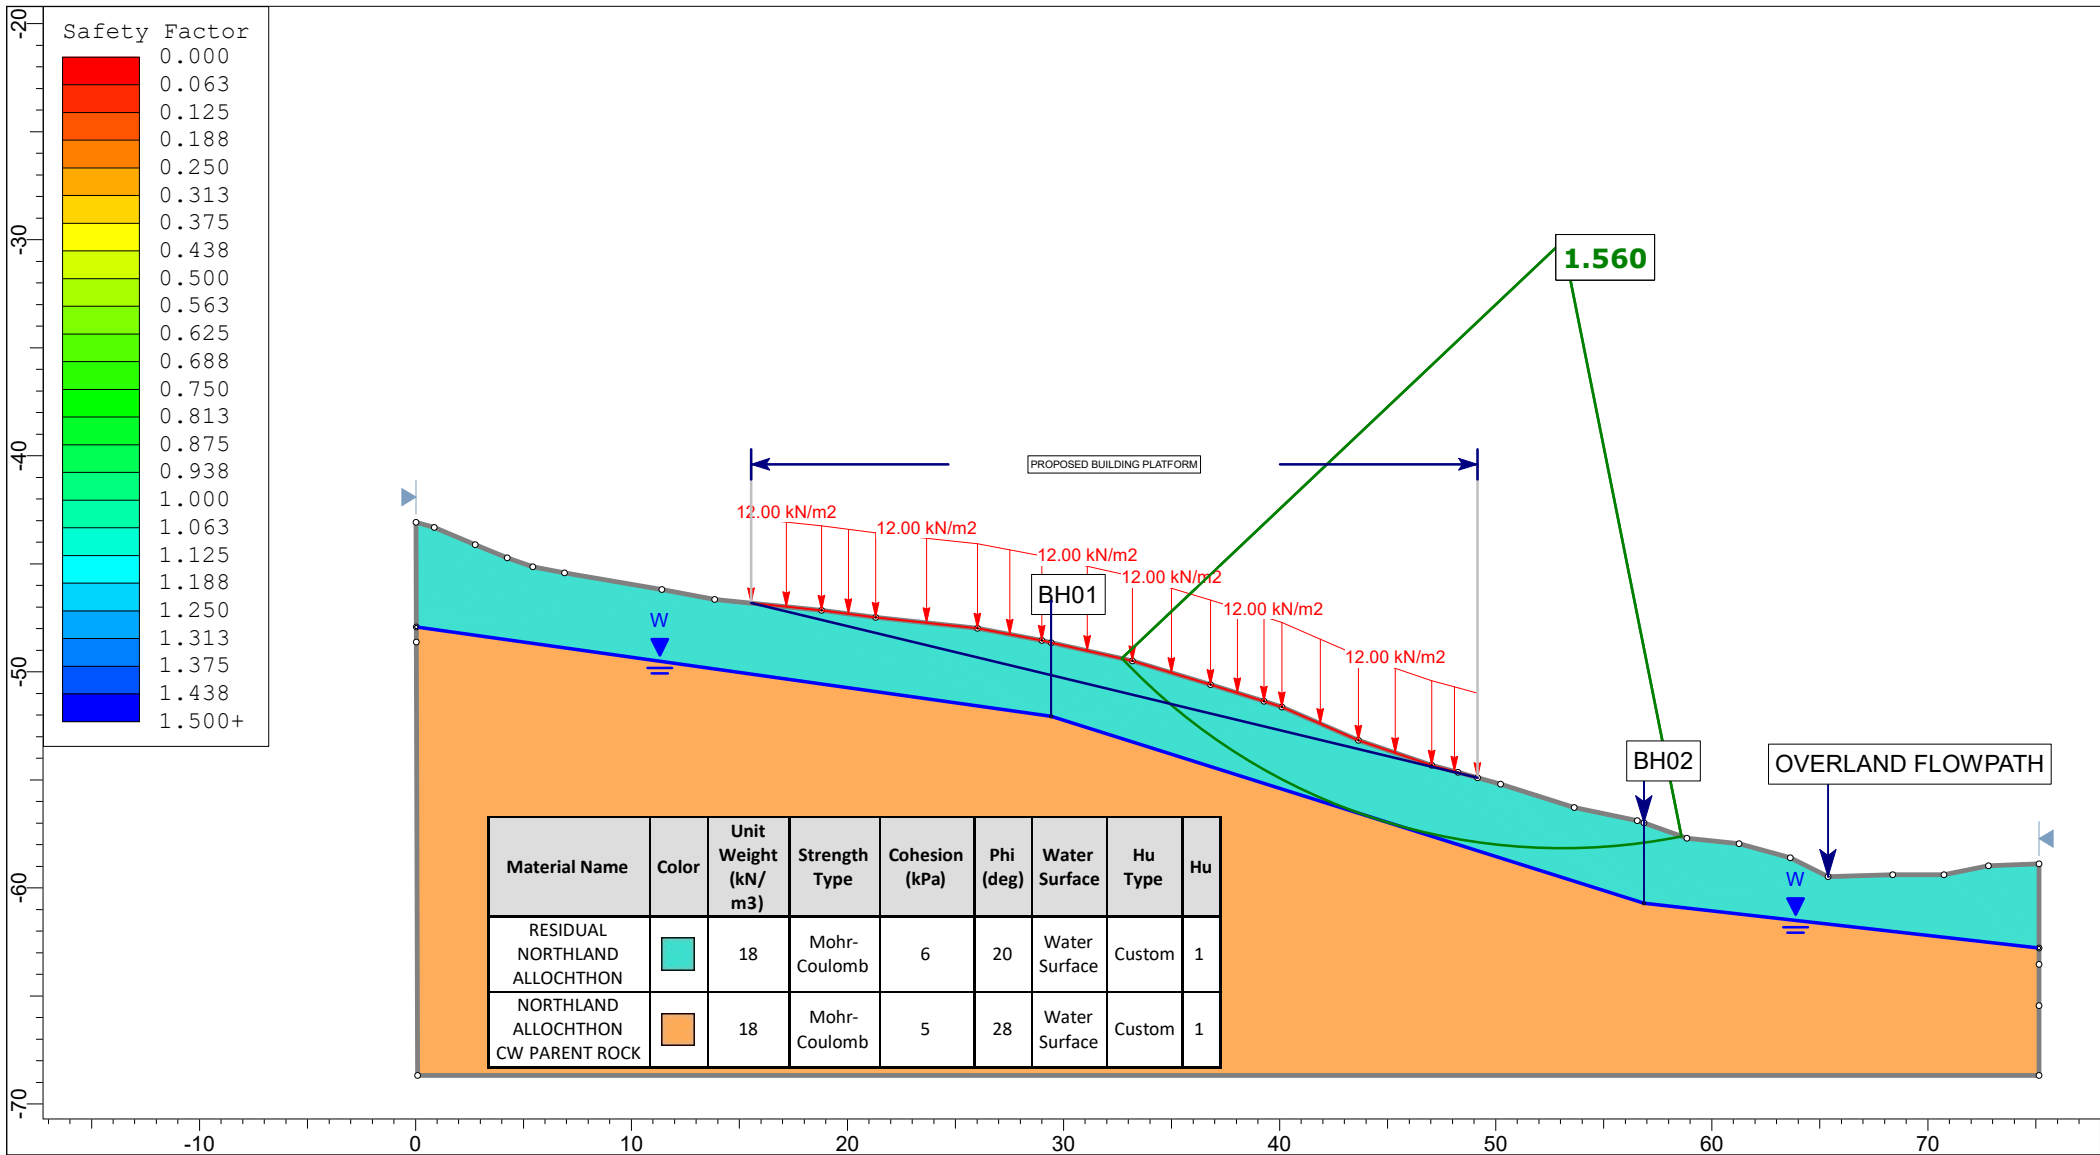 Safety Factor
0.000
0.063
0.125
0.188
0.250
0.313
0.375
0.438
0.500
0.563
0.625
0.688
0.750
0.813
0.875
0.938
1.000
1.063
1.125
1.188
1.250
1.313
1.375
1.438
1.500+
-20
-30
-40
-50
-60
-70
1.560
PROPOSED BUILDING PLATFORM
12.00 kN/m2
12.00 kN/m2
12.00 kN/m2
12.00 kN/m2
12.00 kN/m2
12.00 kN/m2
BH01
W
BH02
OVERLAND FLOWPATH
W
Material Name
Color
Unit
Weight
(kN/
m3)
Strength
Type
Cohesion
(kPa)
Phi
(deg)
Water
Surface
Hu
Type
Hu
RESIDUAL
NORTHLAND
ALLOCHTHON
18
Mohr-
Coulomb
6
20
Water
Surface
Custom
1
NORTHLAND
ALLOCHTHON
CW PARENT ROCK
18
Mohr-
Coulomb
5
28
Water
Surface
Custom
1
-10
0
10
20
30
40
50
60
70